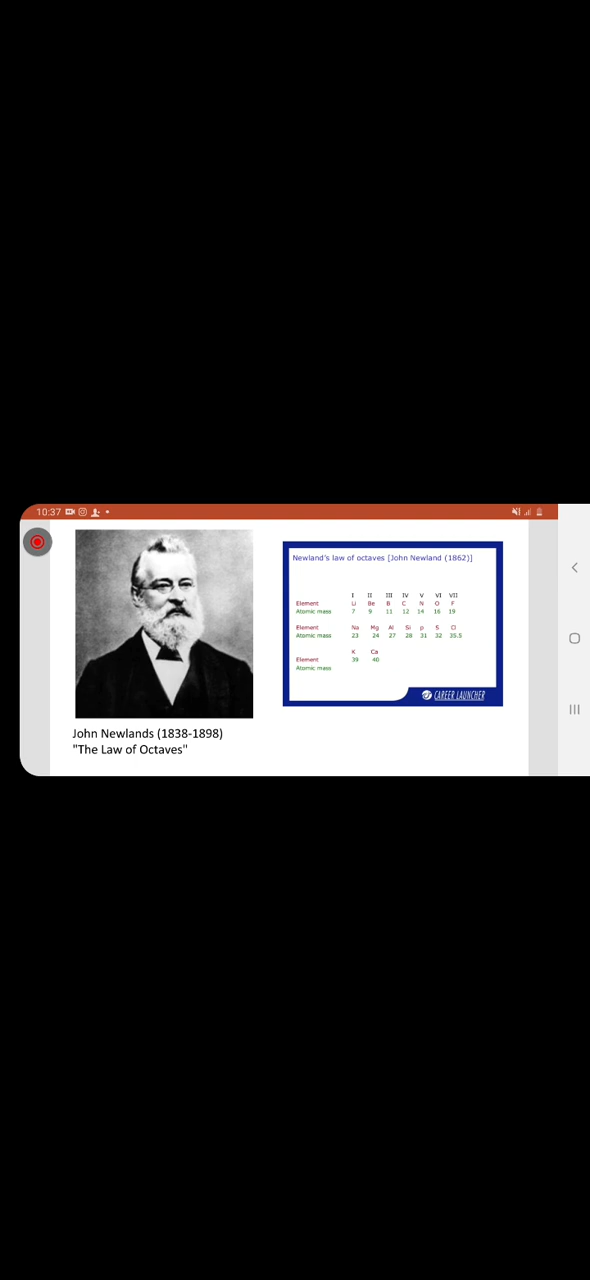 10:37
John Newlands (1838-1898)
"The Law of Octaves"
Newland's law of octaves [John Newland (1862)]
I II III IV V VI VII
Element Li Be B C N O F
Atomic mass 7 9 11 12 14 16 19
Element Na Mg Al Si p S Cl
Atomic mass 23 24 27 28 31 32 35.5
K Ca
Element 39 40
Atomic mass
CAREER LAUNCHER